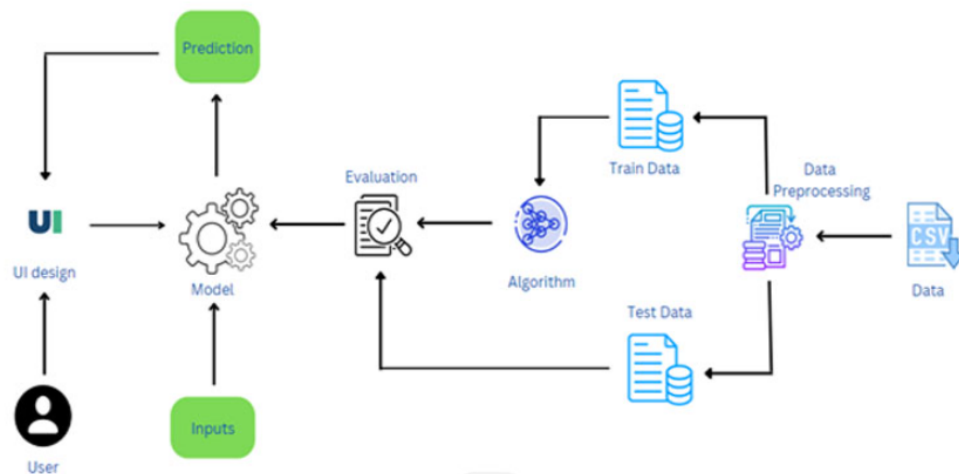 Prediction
Train Data
Evaluation
Data
Preprocessing
UI
CSV
UI design
Model
Algorithm
Data
Test Data
Inputs
User